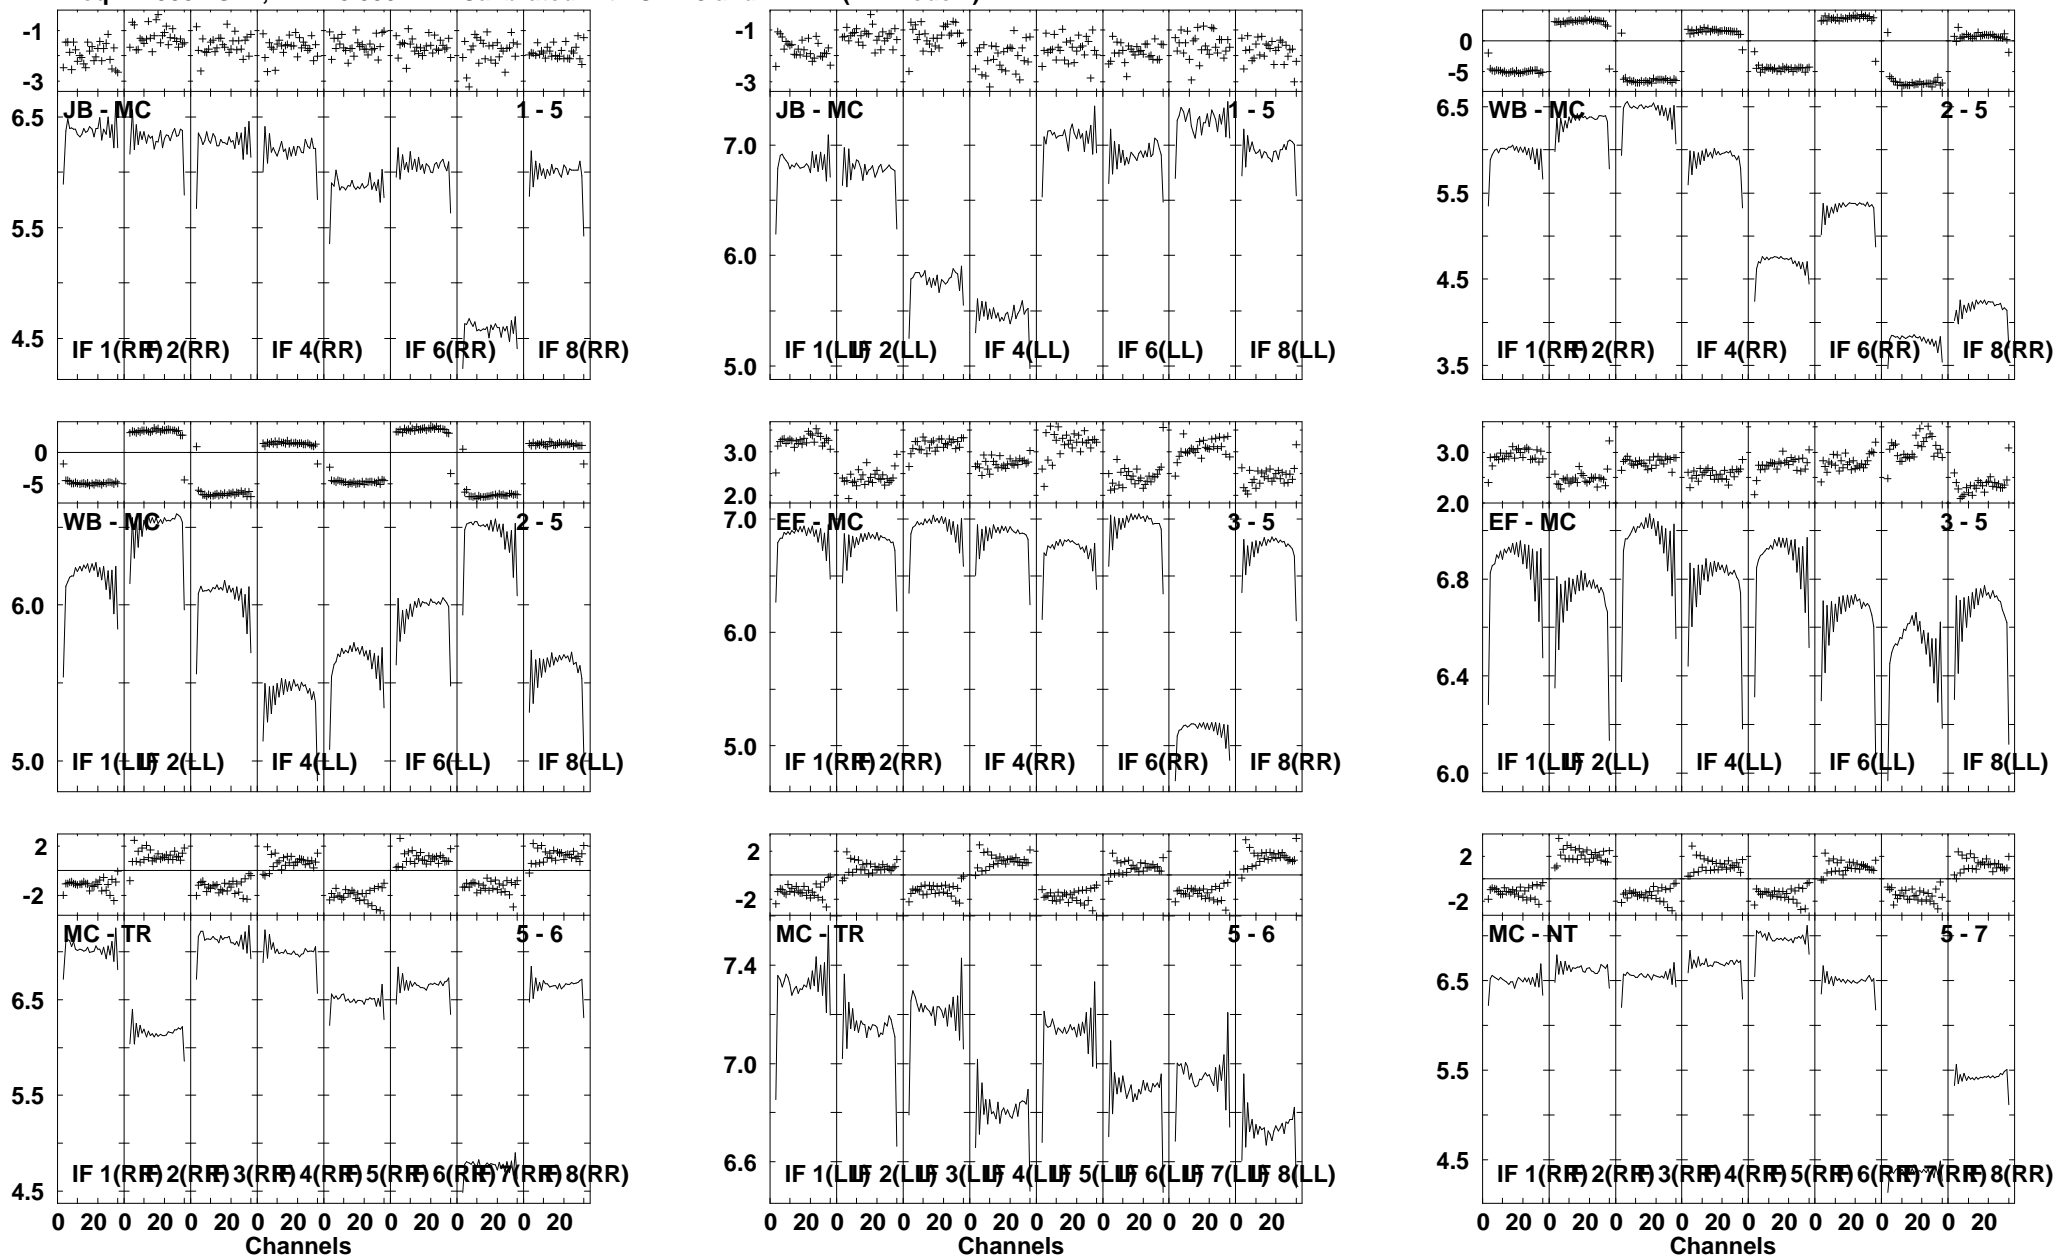 -1 -3 -1 -3 0 -5
JB - MC 1 - 5 JB - MC 1 - 5 WB - MC 2 - 5
6.5 5.5 4.5 7.0 6.0 5.0 6.5 5.5 4.5 3.5
IF 1(RR) IF 2(RR) IF 4(RR) IF 6(RR) IF 8(RR) IF 1(LL) IF 2(LL) IF 4(LL) IF 6(LL) IF 8(LL) IF 1(RR) IF 2(RR) IF 4(RR) IF 6(RR) IF 8(RR)
0 -5 3.0 2.0 3.0 2.0
WB - MC 2 - 5 EF - MC 3 - 5 EF - MC 3 - 5
6.0 5.0 7.0 6.0 5.0 6.8 6.4 6.0
IF 1(LL) IF 2(LL) IF 4(LL) IF 6(LL) IF 8(LL) IF 1(RR) IF 2(RR) IF 4(RR) IF 6(RR) IF 8(RR) IF 1(LL) IF 2(LL) IF 4(LL) IF 6(LL) IF 8(LL)
2 -2 2 -2 2 -2
MC - TR 5 - 6 MC - TR 5 - 6 MC - NT 5 - 7
6.5 5.5 4.5 7.4 7.0 6.6 6.5 5.5 4.5
IF 1(RR) IF 2(RR) IF 3(RR) IF 4(RR) IF 5(RR) IF 6(RR) IF 7(RR) IF 8(RR) IF 1(LL) IF 2(LL) IF 3(LL) IF 4(LL) IF 5(LL) IF 6(LL) IF 7(LL) IF 8(LL) IF 1(RR) IF 2(RR) IF 3(RR) IF 4(RR) IF 5(RR) IF 6(RR) IF 7(RR) IF 8(RR)
0 20 0 20 0 20 0 20 0 20 0 20 0 20 0 20 0 20 0 20 0 20 0 20 0 20 0 20 0 20 0 20 0 20 0 20 0 20 0 20 0 20 0 20 0 20 0 20
Channels Channels Channels